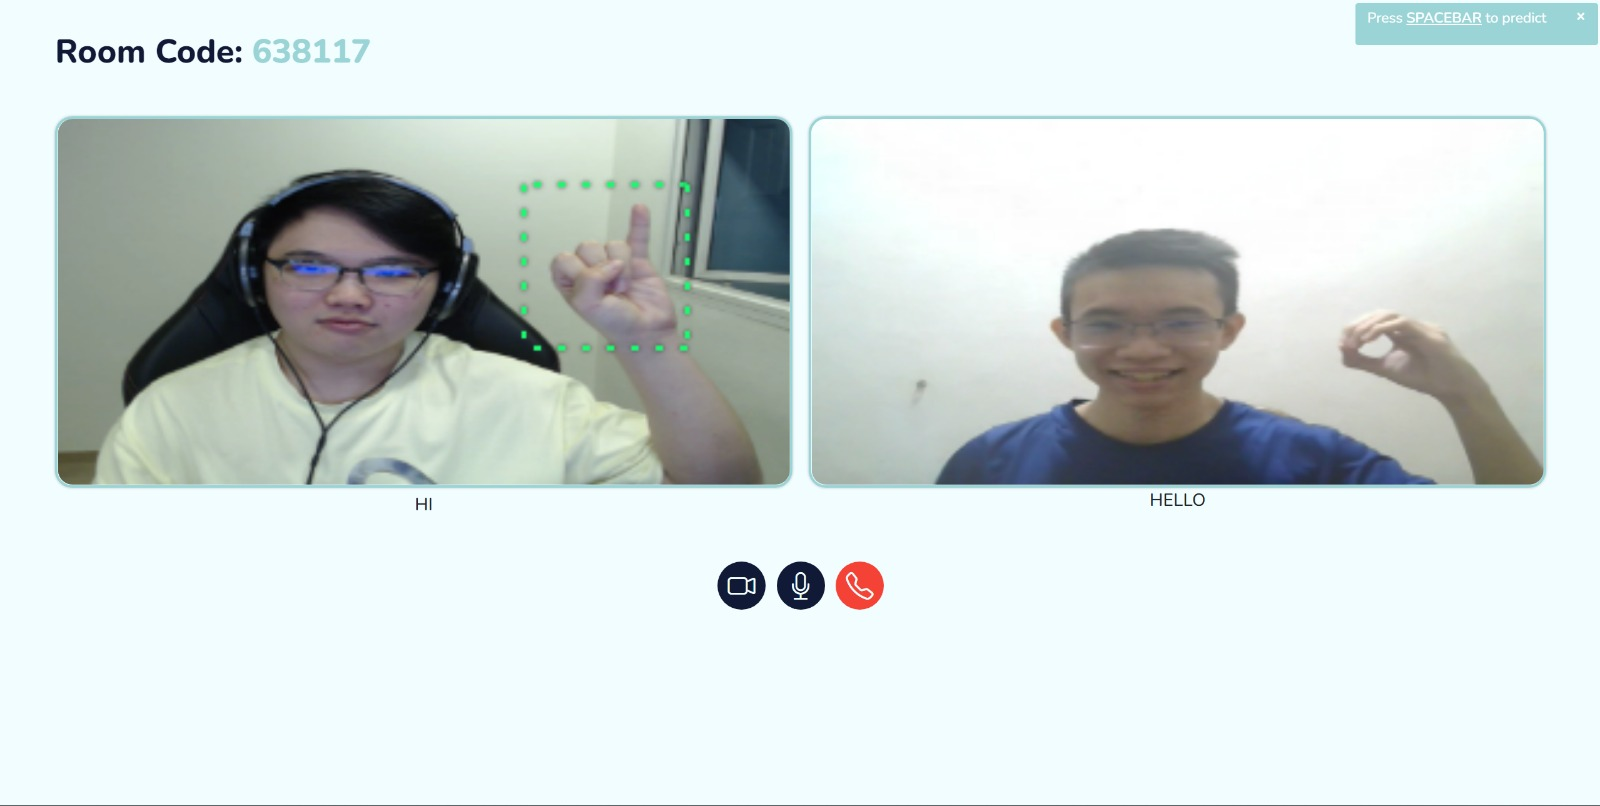 Press SPACEBAR to predict ×
Room Code: 638117
HI
HELLO